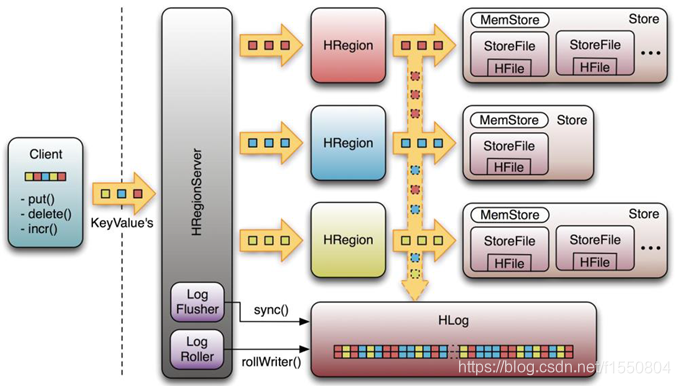 Client
- put()
- delete()
- incr()
KeyValue's
HRegionServer
Log
Flusher
Log
Roller
sync()
rollWriter()
HRegion
HRegion
HRegion
MemStore
Store
StoreFile
HFile
StoreFile
HFile
...
MemStore
Store
StoreFile
HFile
MemStore
Store
StoreFile
HFile
StoreFile
HFile
...
HLog
https://blog.csdn.net/f1550804